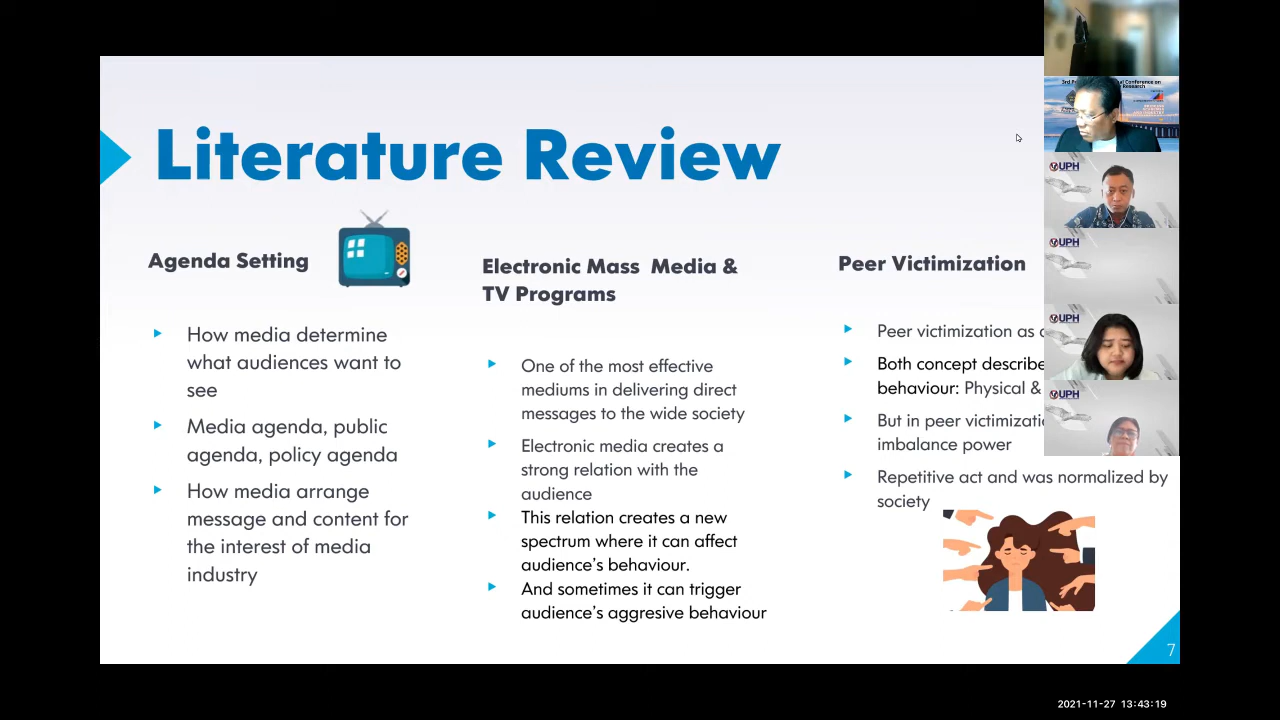 Literature Review
Agenda Setting
How media determine
what audiences want to
see
Media agenda, public
agenda, policy agenda
How media arrange
message and content for
the interest of media
industry
Electronic Mass Media &
TV Programs
One of the most effective
mediums in delivering direct
messages to the wide society
Electronic media creates a
strong relation with the
audience
This relation creates a new
spectrum where it can affect
audience's behaviour.
And sometimes it can trigger
audience's aggresive behaviour
Peer Victimization
Peer victimization as
Both concept describe
behaviour: Physical &
But in peer
imbalance power
Repetitive act and was normalized by
society
7
3rd
Conference on
Research
UPH
UPH
UPH
UPH
2021-11-27 13:43:19